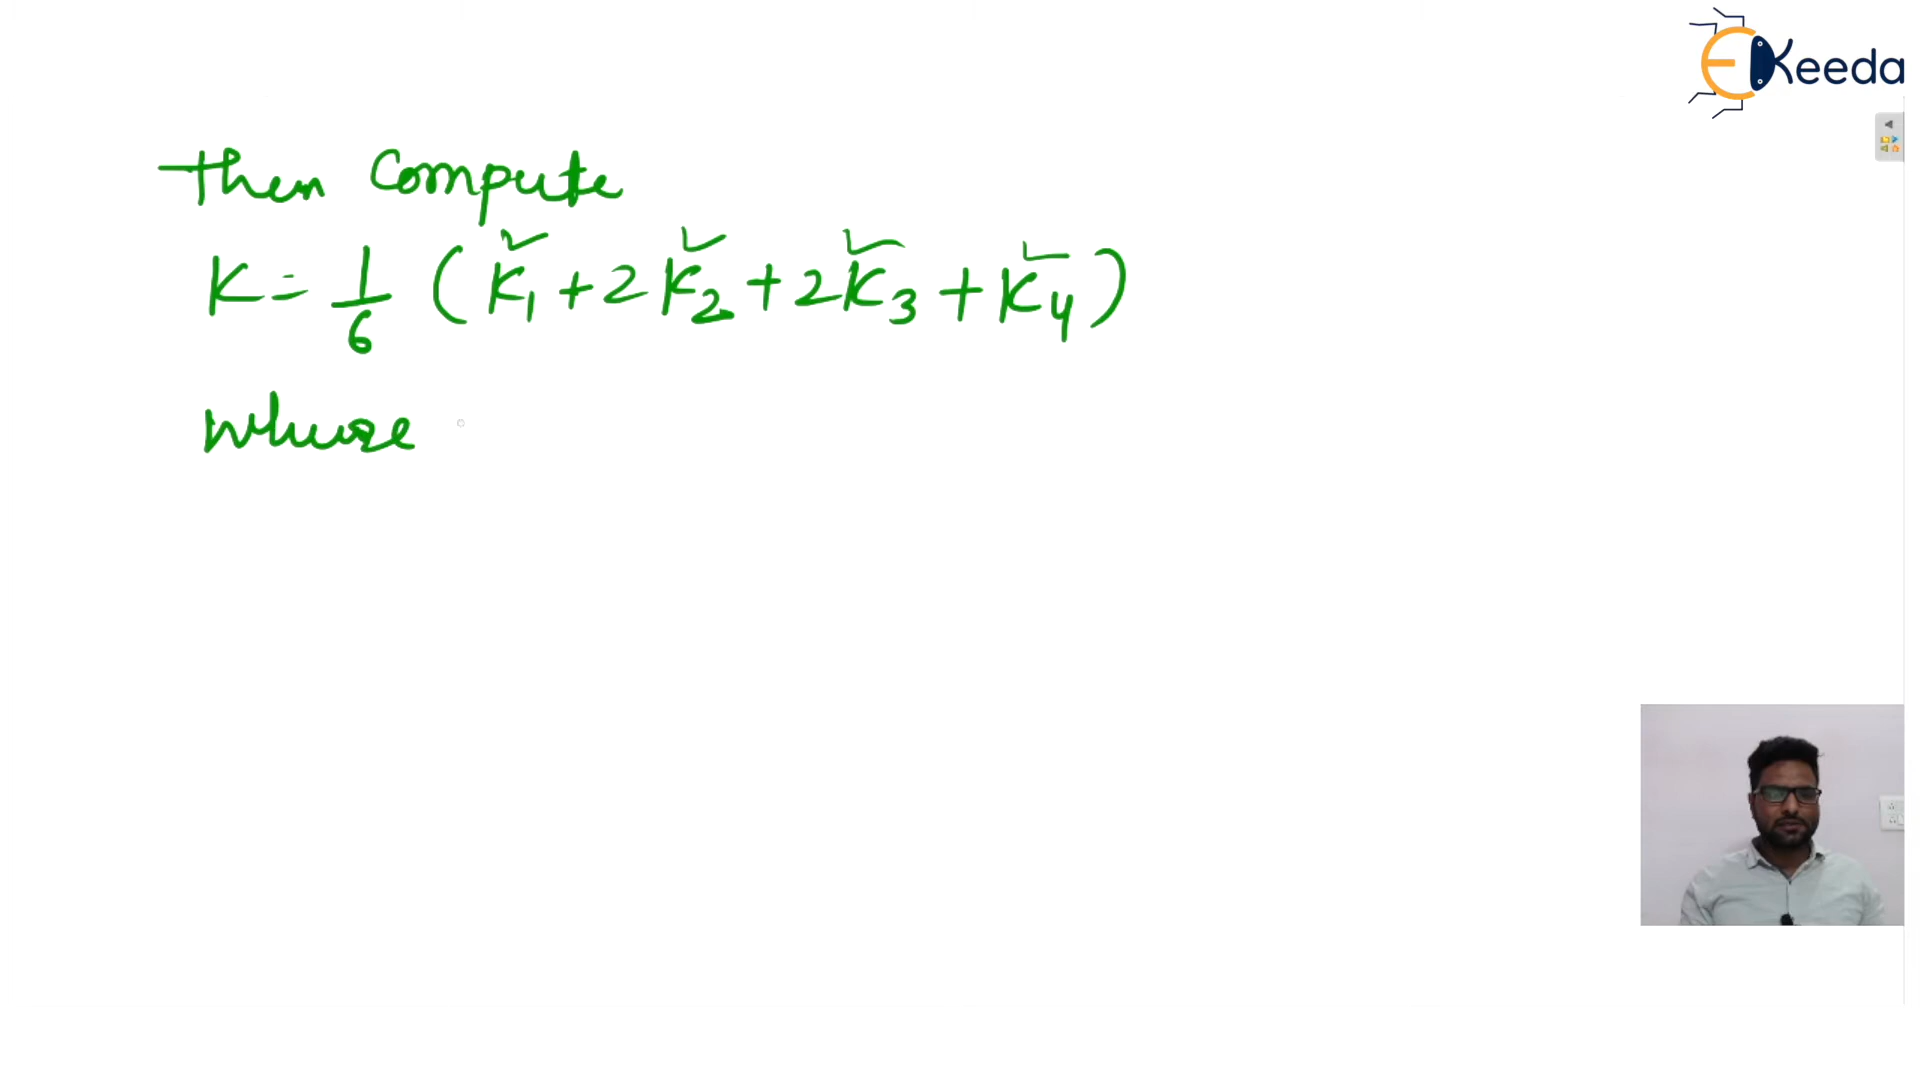 EKeeda
then compute
K = 1/6 (K₁ + 2K₂ + 2K₃ + K₄)
where